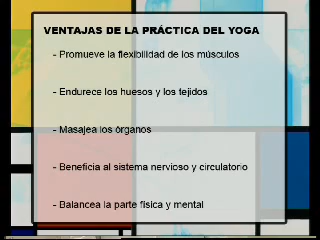 VENTAJAS DE LA PRÁCTICA DEL YOGA
- Promueve la flexibilidad de los músculos
- Endurece los huesos y los tejidos
- Masajea los órganos
- Beneficia al sistema nervioso y circulatorio
- Balancea la parte física y mental